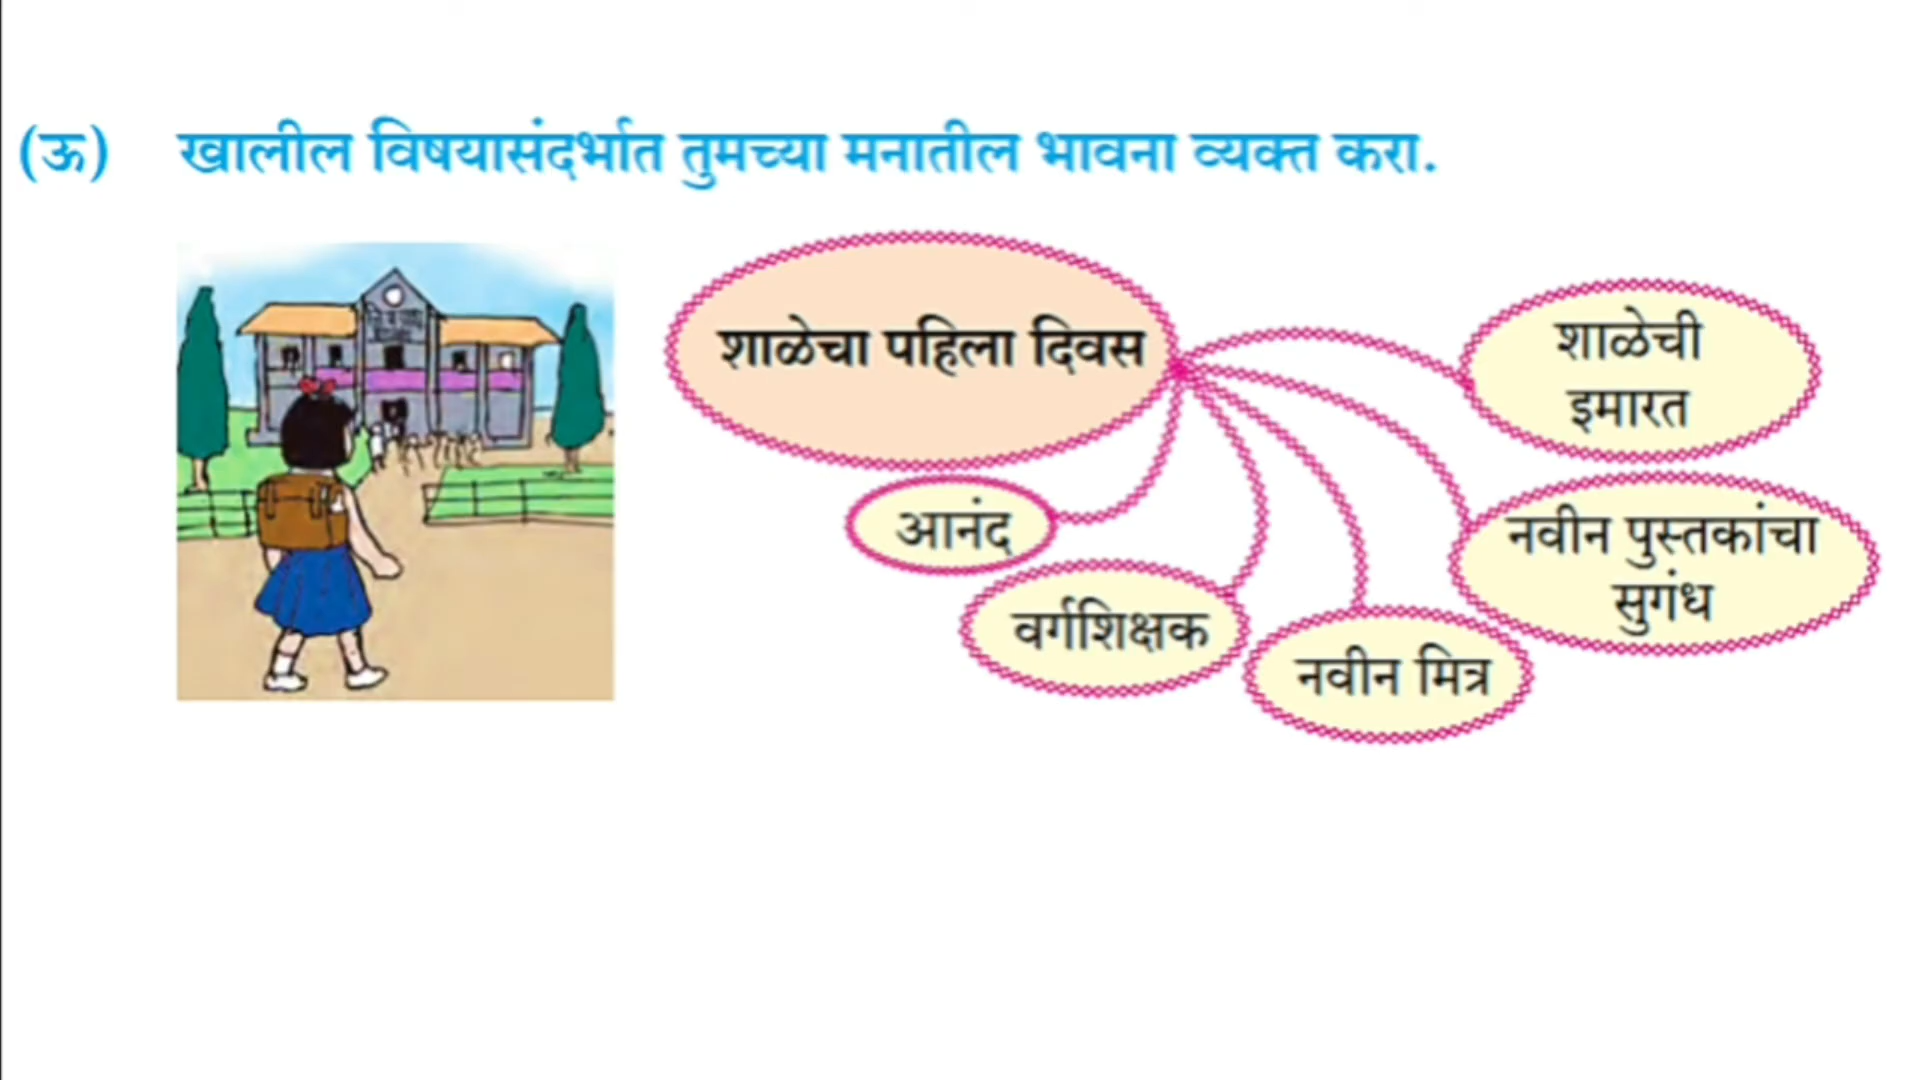 (ऊ) खालील विषयासंदर्भात तुमच्या मनातील भावना व्यक्त करा.
शाळेचा पहिला दिवस
शाळेची
इमारत
नवीन पुस्तकांचा
सुगंध
आनंद
वर्गशिक्षक
नवीन मित्र